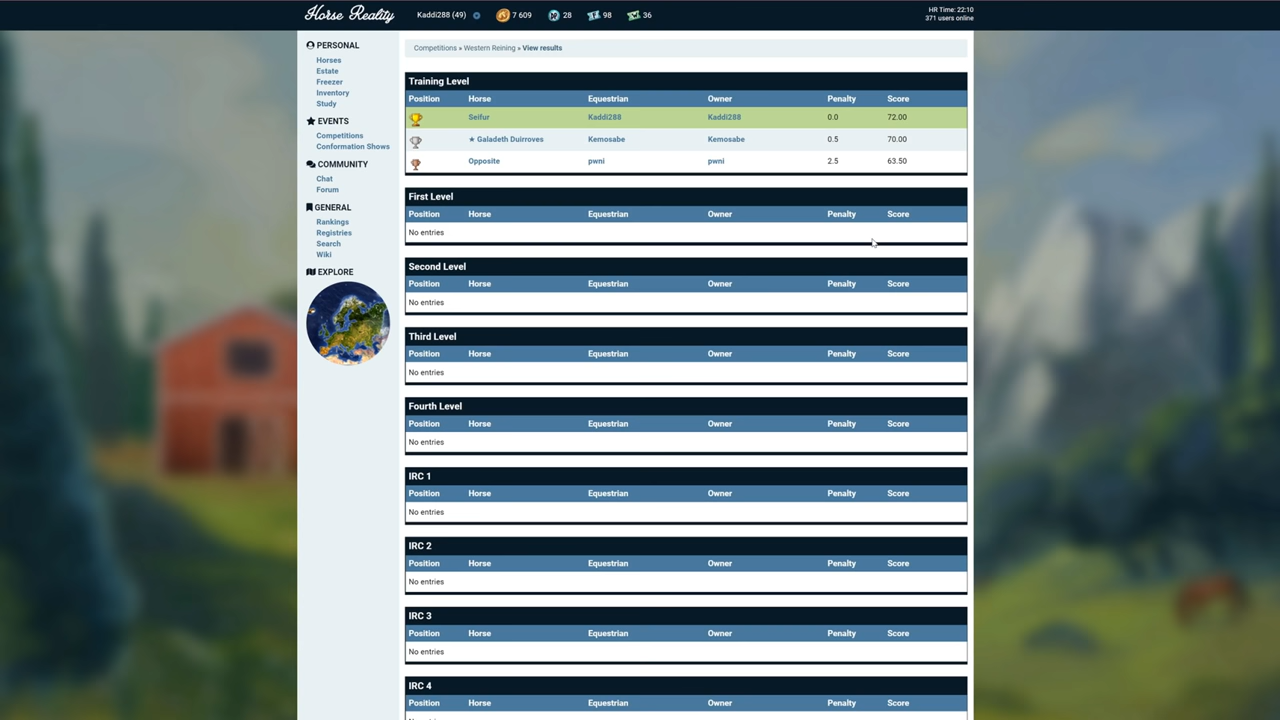 Horse Reality
Kaddi288 (49) 7 609 28 98 36
HR Time: 22:10
371 users online
PERSONAL
Horses
Estate
Freezer
Inventory
Study
EVENTS
Competitions
Conformation Shows
COMMUNITY
Chat
Forum
GENERAL
Rankings
Registries
Search
Wiki
EXPLORE
Competitions » Western Reining » View results
Training Level
Position Horse Equestrian Owner Penalty Score
Seifur Kaddi288 Kaddi288 0.0 72.00
★ Galadeth Duirroves Kemosabe Kemosabe 0.5 70.00
Opposite pwni pwni 2.5 63.50
First Level
Position Horse Equestrian Owner Penalty Score
No entries
Second Level
Position Horse Equestrian Owner Penalty Score
No entries
Third Level
Position Horse Equestrian Owner Penalty Score
No entries
Fourth Level
Position Horse Equestrian Owner Penalty Score
No entries
IRC 1
Position Horse Equestrian Owner Penalty Score
No entries
IRC 2
Position Horse Equestrian Owner Penalty Score
No entries
IRC 3
Position Horse Equestrian Owner Penalty Score
No entries
IRC 4
Position Horse Equestrian Owner Penalty Score